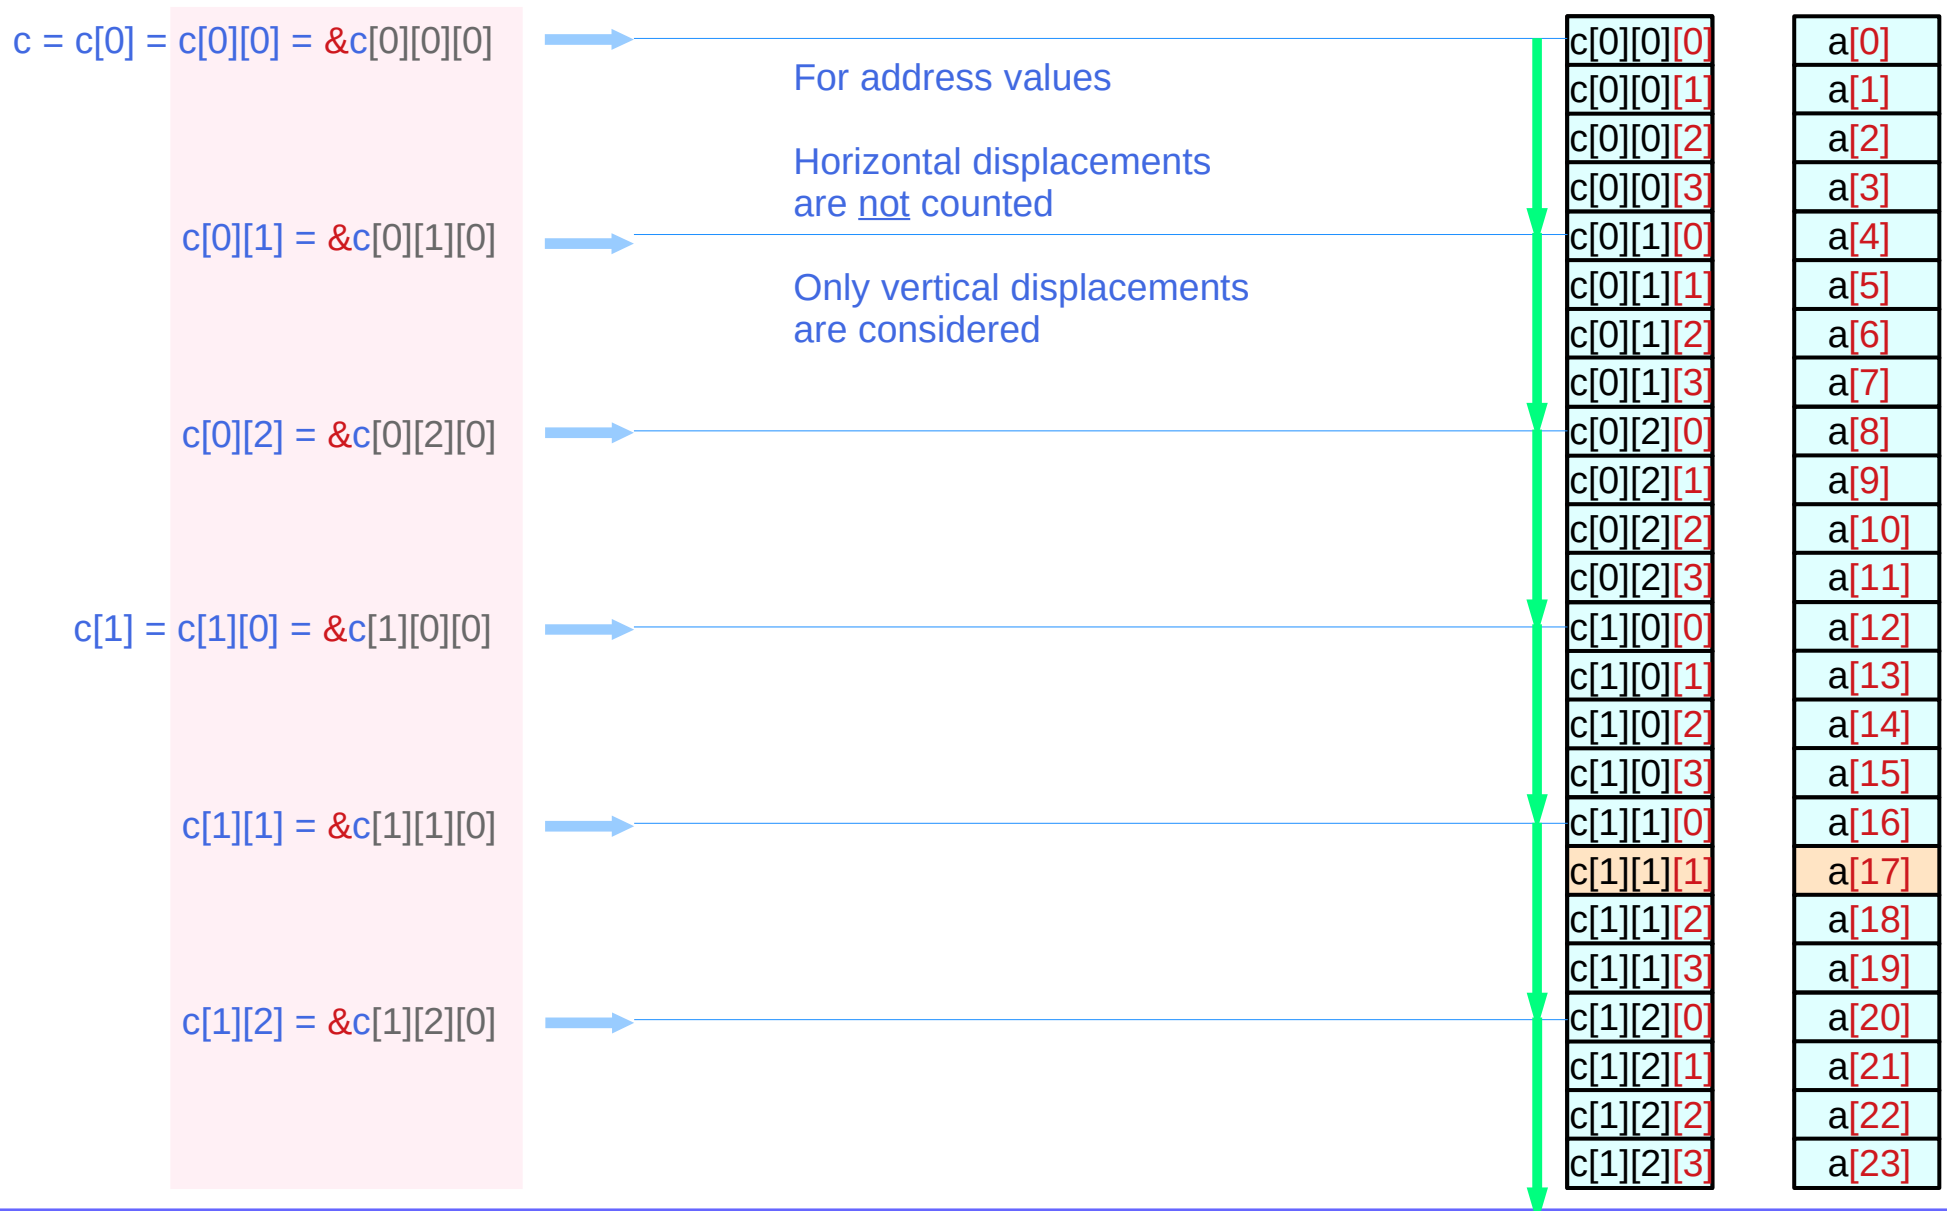 c = c[0] = c[0][0] = &c[0][0][0]
For address values
Horizontal displacements
are not counted
c[0][1] = &c[0][1][0]
Only vertical displacements
are considered
c[0][2] = &c[0][2][0]
c[1] = c[1][0] = &c[1][0][0]
c[1][1] = &c[1][1][0]
c[1][2] = &c[1][2][0]
c[0][0][0] a[0]
c[0][0][1] a[1]
c[0][0][2] a[2]
c[0][0][3] a[3]
c[0][1][0] a[4]
c[0][1][1] a[5]
c[0][1][2] a[6]
c[0][1][3] a[7]
c[0][2][0] a[8]
c[0][2][1] a[9]
c[0][2][2] a[10]
c[0][2][3] a[11]
c[1][0][0] a[12]
c[1][0][1] a[13]
c[1][0][2] a[14]
c[1][0][3] a[15]
c[1][1][0] a[16]
c[1][1][1] a[17]
c[1][1][2] a[18]
c[1][1][3] a[19]
c[1][2][0] a[20]
c[1][2][1] a[21]
c[1][2][2] a[22]
c[1][2][3] a[23]